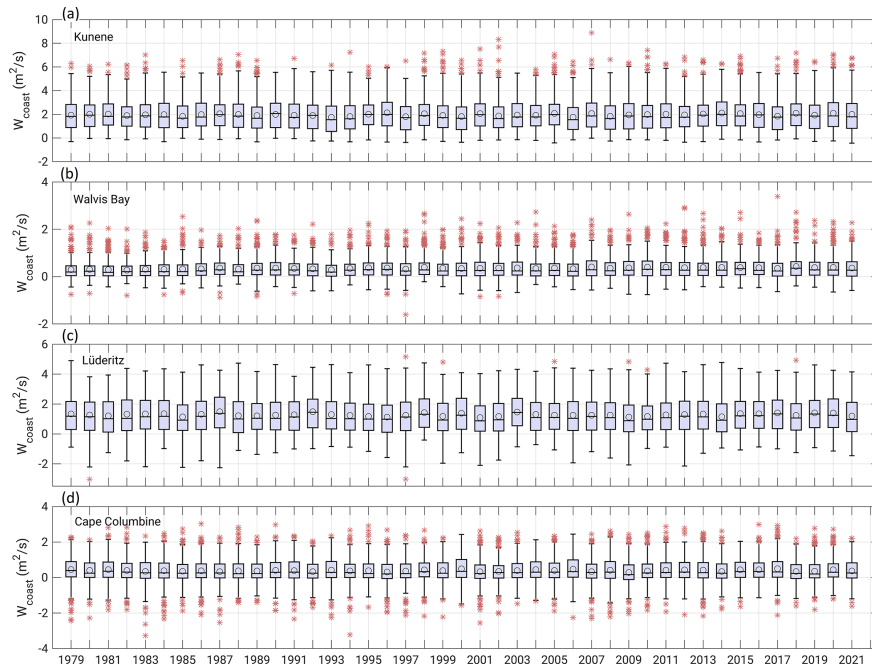 (a)
10
Kunene
8
6
4
2
0
-2
W_coast (m²/s)
(b)
4
Walvis Bay
2
0
-2
W_coast (m²/s)
(c)
6
Lüderitz
4
2
0
-2
W_coast (m²/s)
(d)
4
Cape Columbine
2
0
-2
-4
W_coast (m²/s)
1979 1981 1983 1985 1987 1989 1991 1993 1995 1997 1999 2001 2003 2005 2007 2009 2011 2013 2015 2017 2019 2021